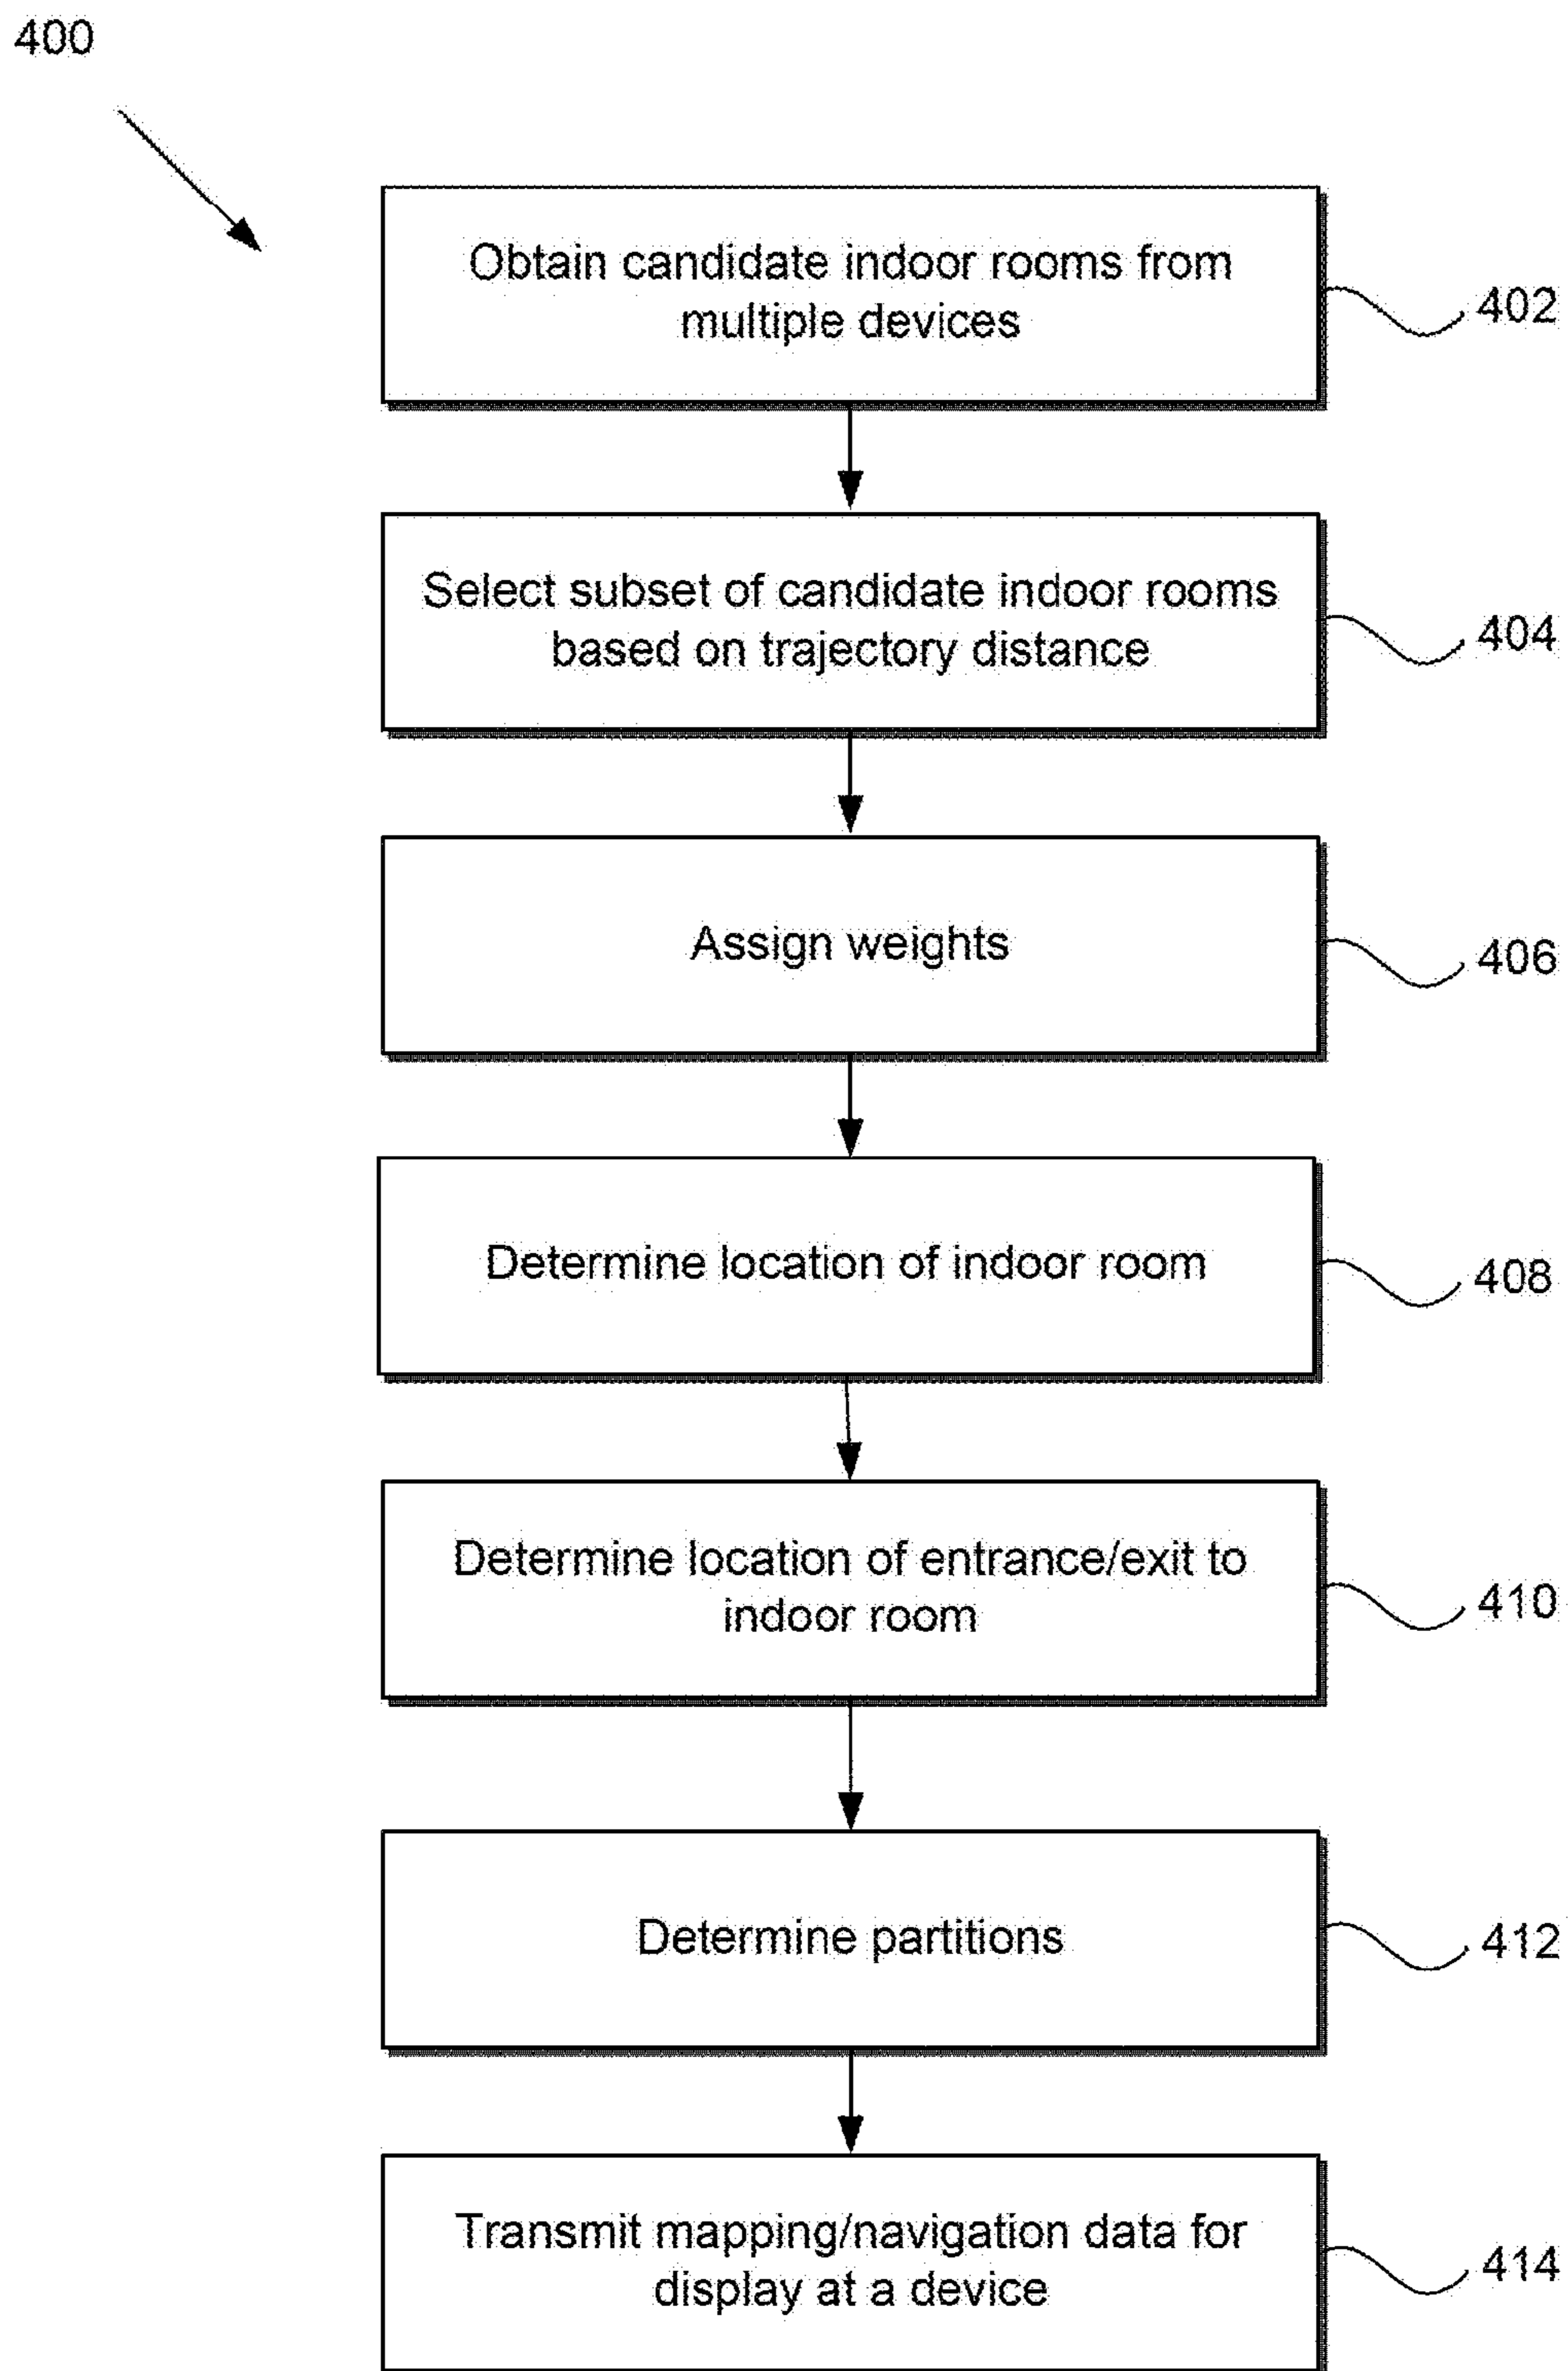 400
Obtain candidate indoor rooms from
multiple devices
402
Select subset of candidate indoor rooms
based on trajectory distance
404
Assign weights
406
Determine location of indoor room
408
Determine location of entrance/exit to
indoor room
410
Determine partitions
412
Transmit mapping/navigation data for
display at a device
414